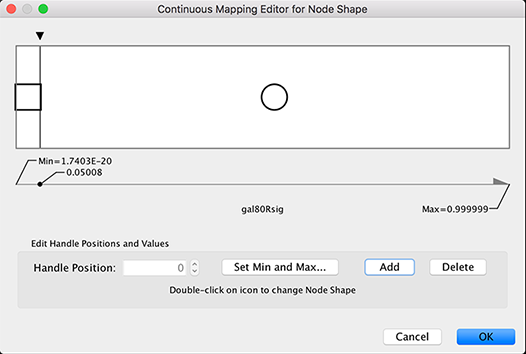 Continuous Mapping Editor for Node Shape
Min=1.7403E-20
0.05008
gal80Rsig
Max=0.999999
Edit Handle Positions and Values
Handle Position: 0 Set Min and Max... Add Delete
Double-click on icon to change Node Shape
Cancel OK